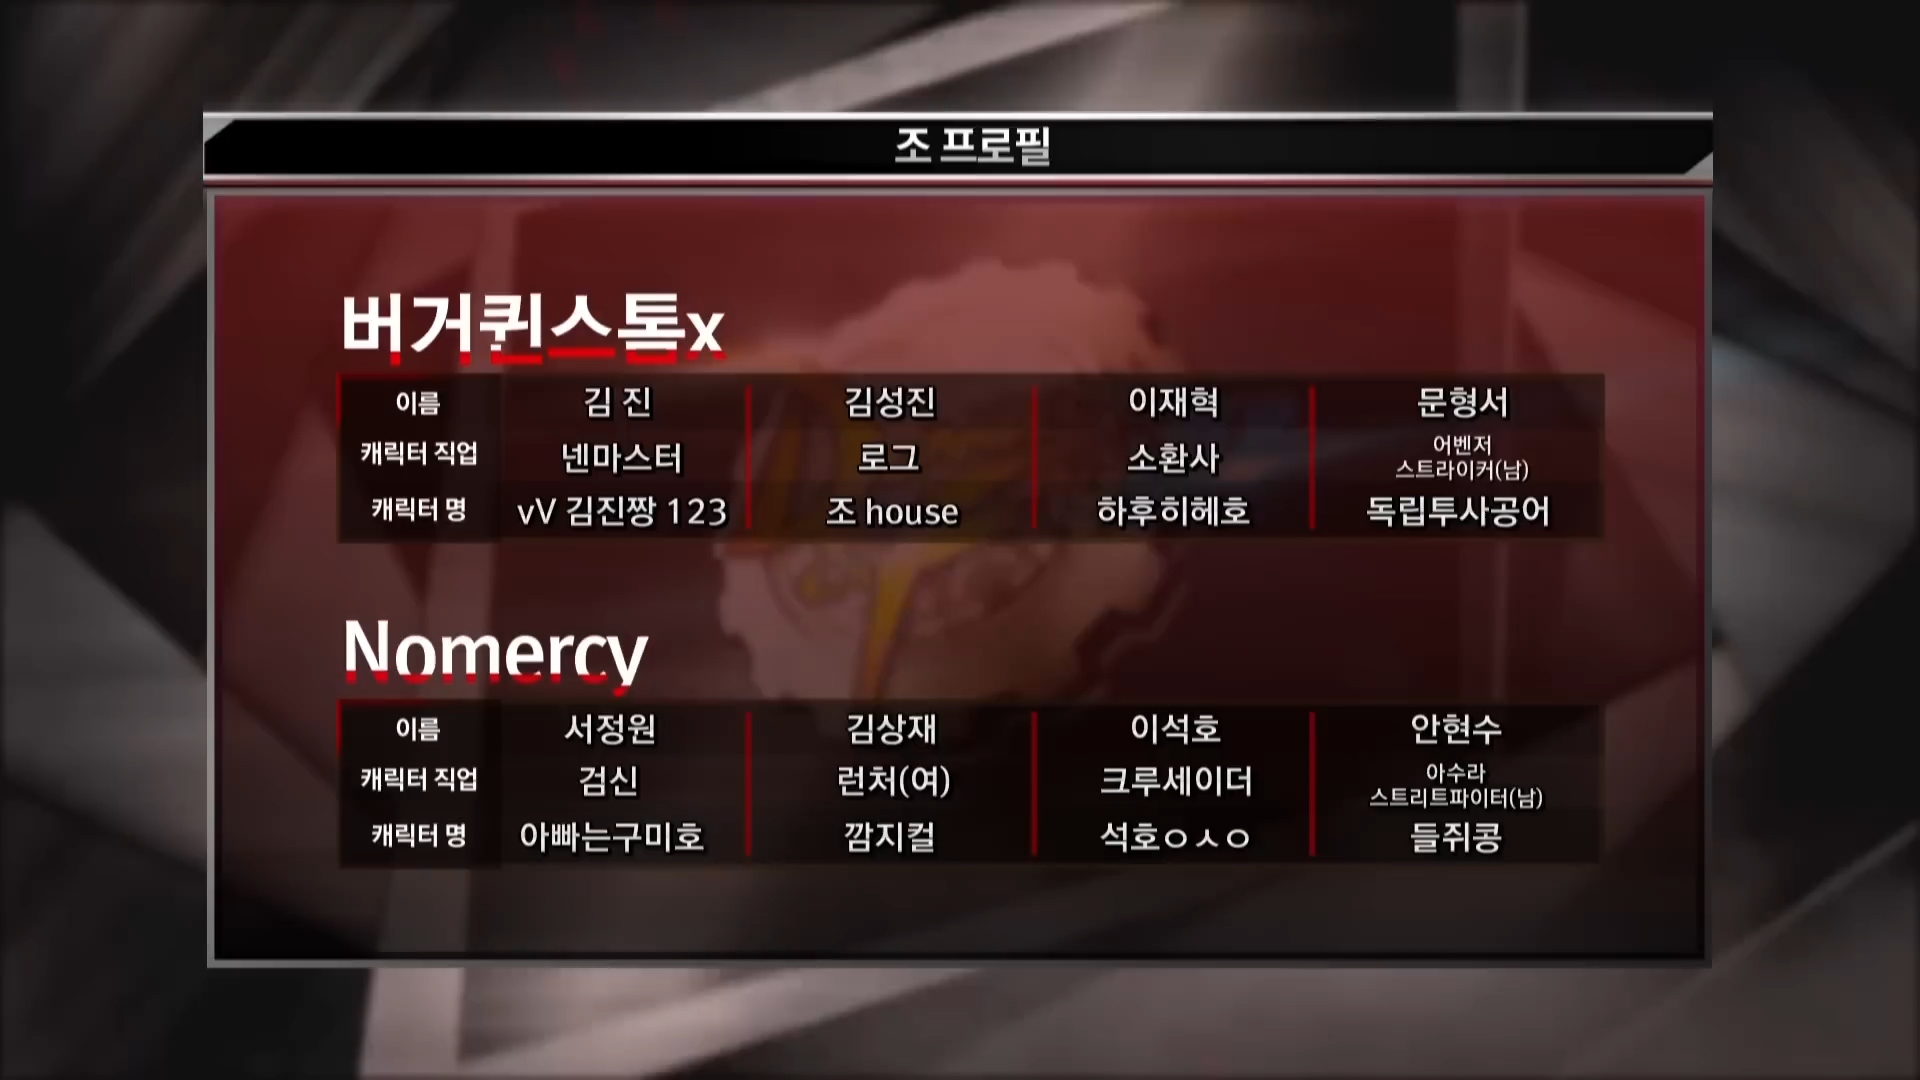 조 프로필
버거퀸스톰x
이름 김 진 김성진 이재혁 문형서
캐릭터 직업 넨마스터 로그 소환사 어벤저
스트라이커(남)
캐릭터 명 vV 김진짱 123 조 house 하후히헤호 독립투사공어
Nomercy
이름 서정원 김상재 이석호 안현수
캐릭터 직업 검신 런처(여) 크루세이더 아수라
스트리트파이터(남)
캐릭터 명 아빠는구미호 깜지컬 석호ㅇㅅㅇ 들쥐콩